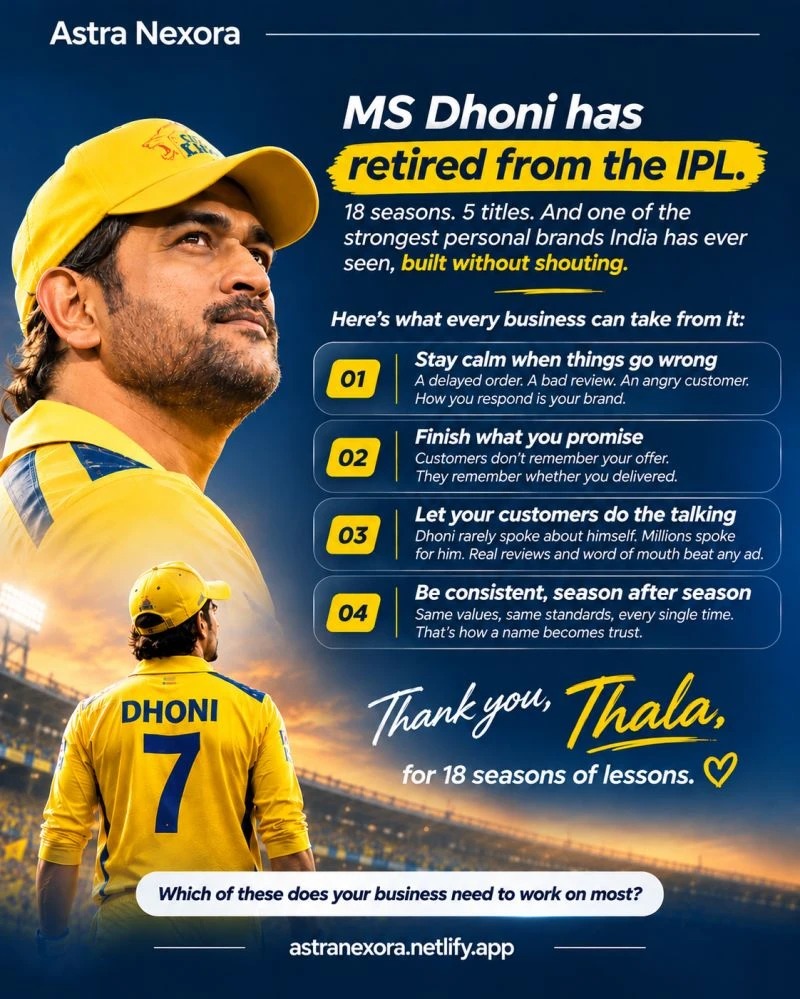 Astra Nexora
MS Dhoni has
retired from the IPL.
18 seasons. 5 titles. And one of the
strongest personal brands India has ever
seen, built without shouting.
Here's what every business can take from it:
01
Stay calm when things go wrong
A delayed order. A bad review. An angry customer.
How you respond is your brand.
02
Finish what you promise
Customers don't remember your offer.
They remember whether you delivered.
03
Let your customers do the talking
Dhoni rarely spoke about himself. Millions spoke
for him. Real reviews and word of mouth beat any ad.
04
Be consistent, season after season
Same values, same standards, every single time.
That's how a name becomes trust.
Thank you, Thala,
for 18 seasons of lessons.
DHONI
7
Which of these does your business need to work on most?
astranexora.netlify.app